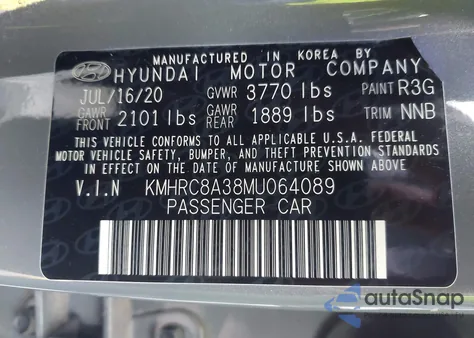 MANUFACTURED IN KOREA BY
HYUNDAI MOTOR COMPANY
JUL/16/20 GVWR 3770 lbs PAINT R3G
GAWR FRONT 2101 lbs GAWR REAR 1889 lbs TRIM NNB
THIS VEHICLE CONFORMS TO ALL APPLICABLE U.S.A. FEDERAL
MOTOR VEHICLE SAFETY, BUMPER, AND THEFT PREVENTION STANDARDS
IN EFFECT ON THE DATE OF MANUFACTURE SHOWN ABOVE.
V.I.N KMHRC8A38MU064089
PASSENGER CAR
autoSnap